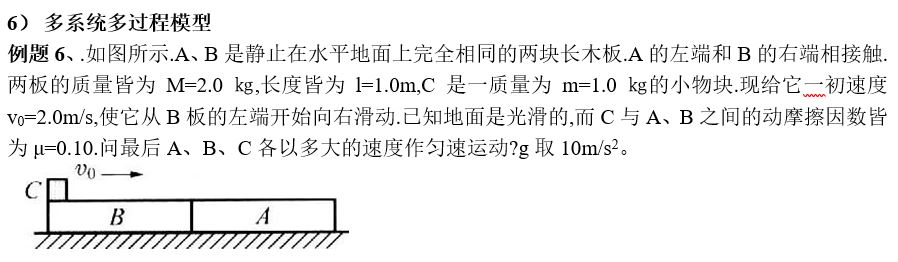 6） 多系统多过程模型
例题 6、.如图所示.A、B 是静止在水平地面上完全相同的两块长木板.A 的左端和 B 的右端相接触.
两板的质量皆为 M=2.0 kg,长度皆为 l=1.0m,C 是一质量为 m=1.0 kg的小物块.现给它一初速度
v₀=2.0m/s,使它从 B 板的左端开始向右滑动.已知地面是光滑的,而 C 与 A、B 之间的动摩擦因数皆
为 μ=0.10.问最后 A、B、C 各以多大的速度作匀速运动?g 取 10m/s².
C υ₀
B A